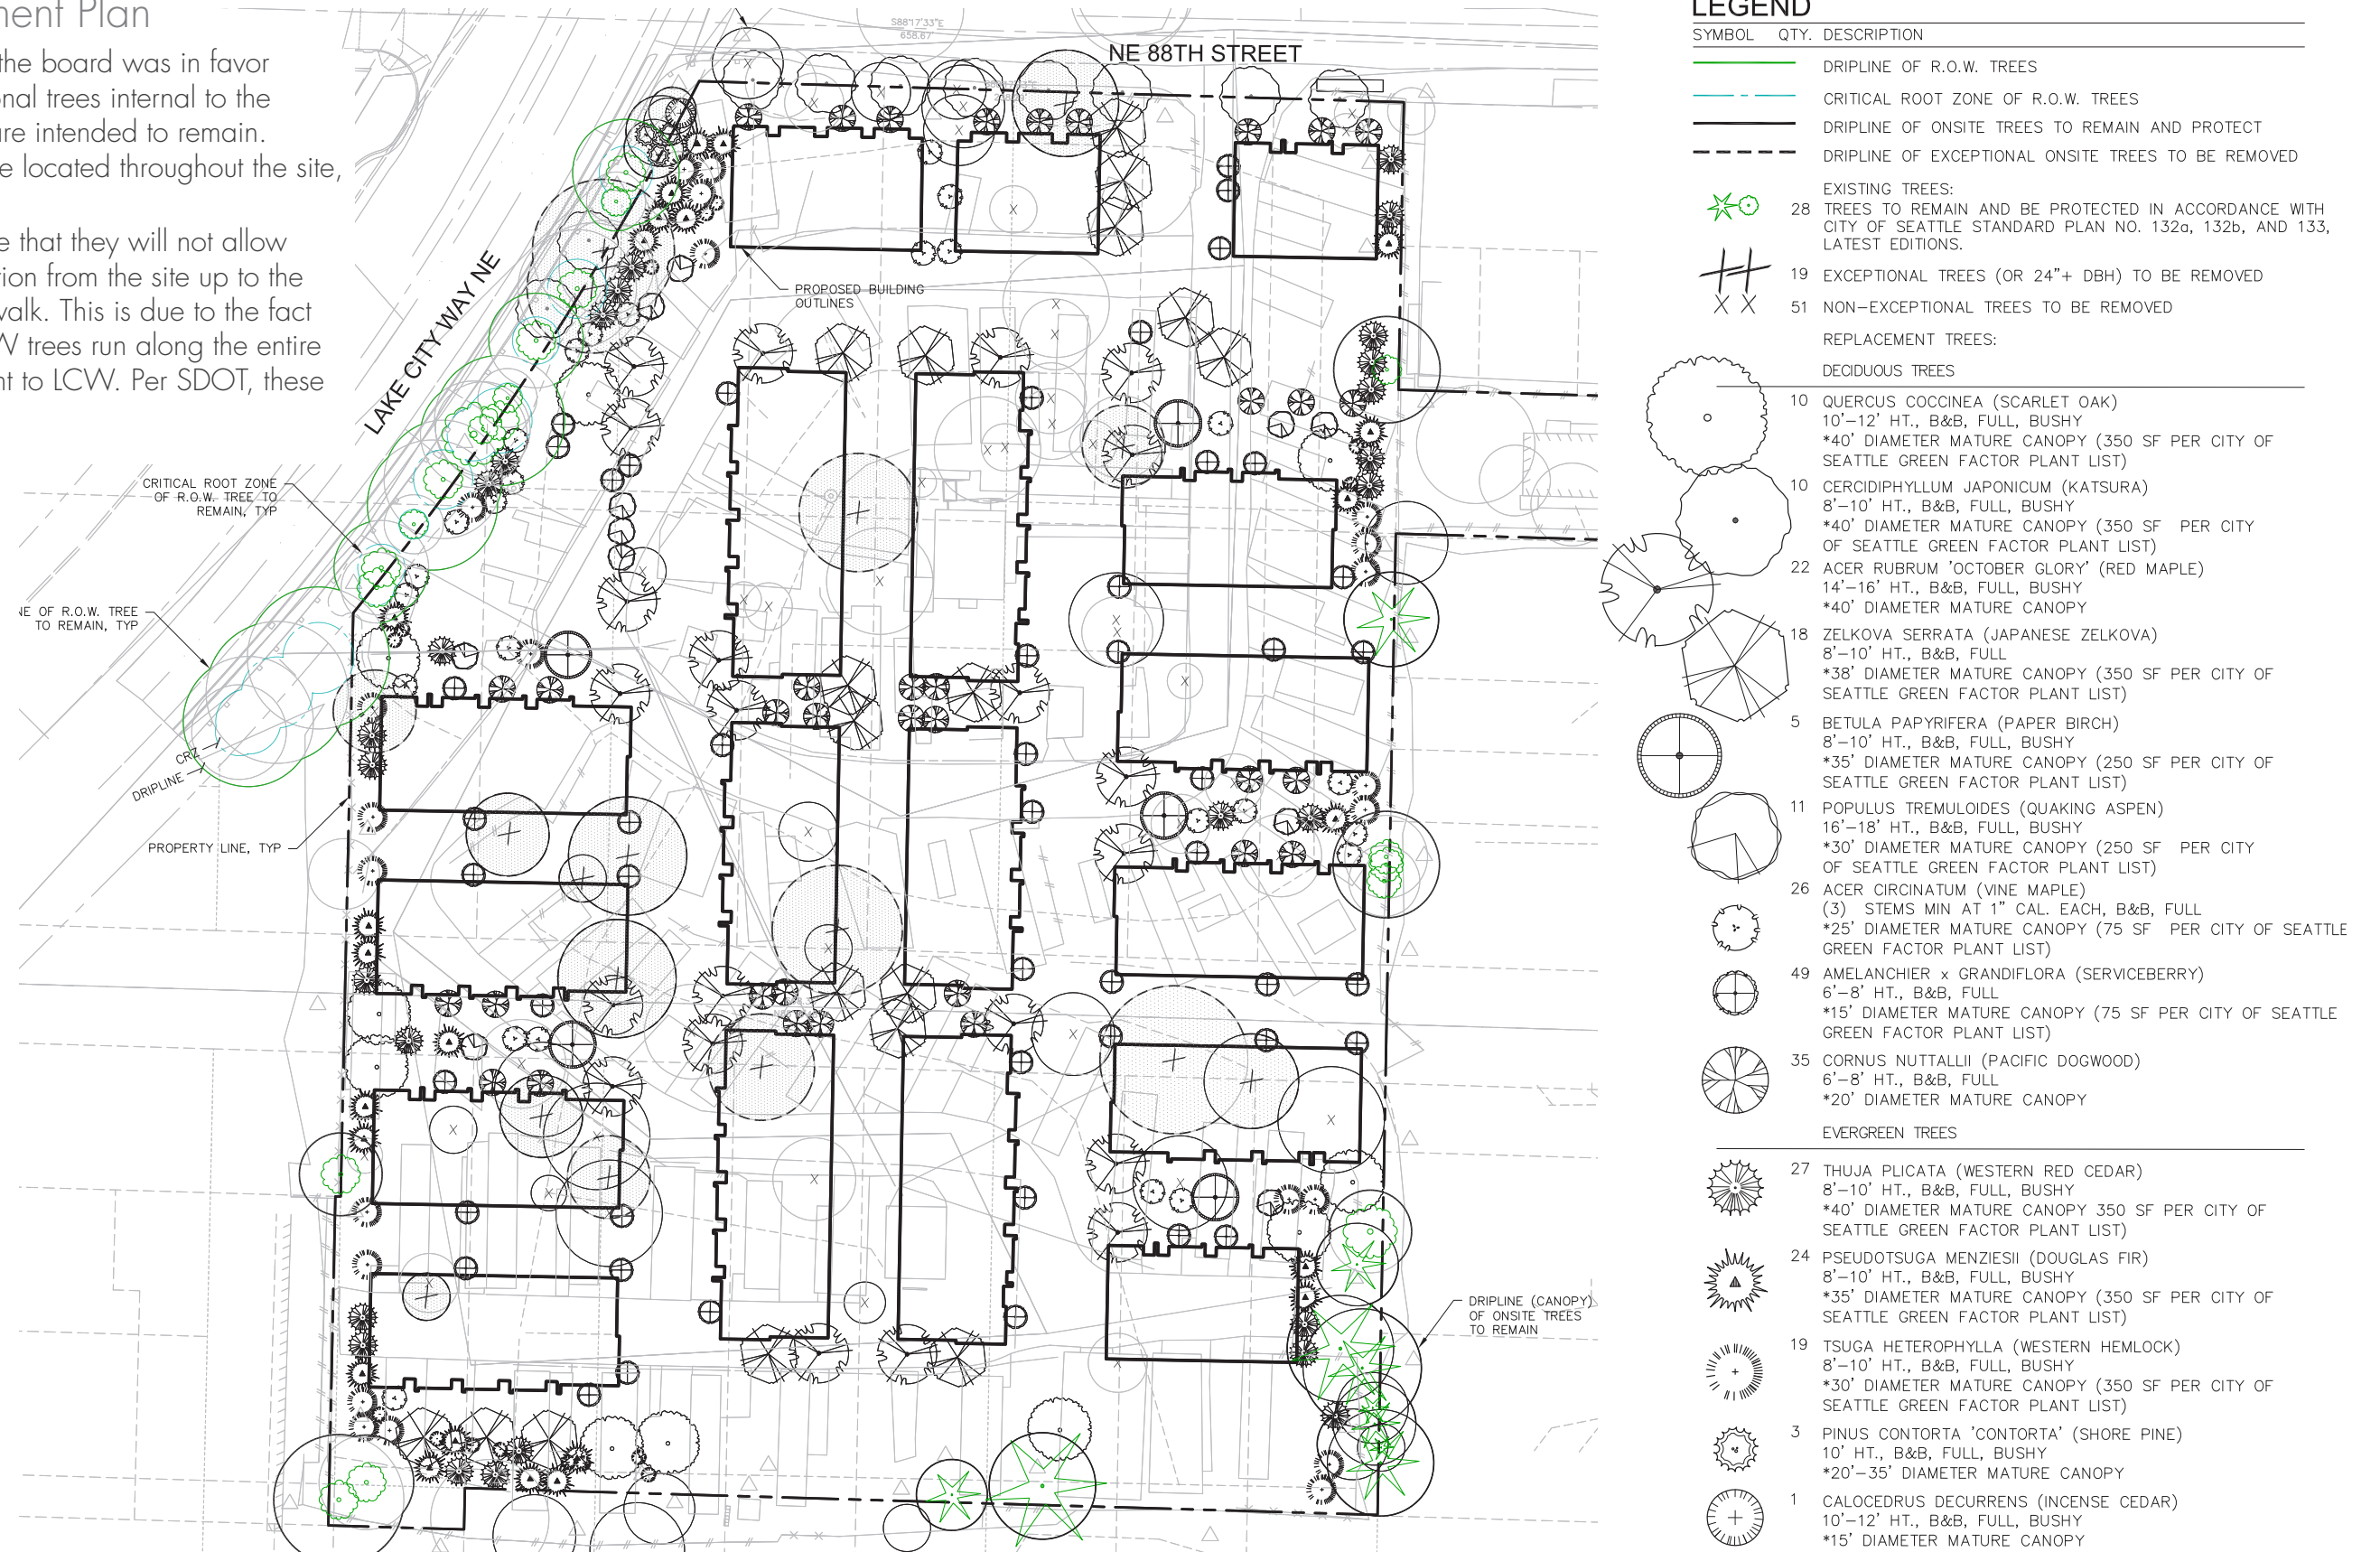 ment Plan
the board was in favor
onal trees internal to the
are intended to remain.
e located throughout the site,
e that they will not allow
tion from the site up to the
walk. This is due to the fact
W trees run along the entire
nt to LCW. Per SDOT, these
S88°17'33"E
658.67'
NE 88TH STREET
LAKE CITY WAY NE
PROPOSED BUILDING
OUTLINES
CRITICAL ROOT ZONE
OF R.O.W. TREE TO
REMAIN, TYP
NE OF R.O.W. TREE
TO REMAIN, TYP
CRZ
DRIPLINE
PROPERTY LINE, TYP
DRIPLINE (CANOPY)
OF ONSITE TREES
TO REMAIN
LEGEND
SYMBOL QTY. DESCRIPTION
DRIPLINE OF R.O.W. TREES
CRITICAL ROOT ZONE OF R.O.W. TREES
DRIPLINE OF ONSITE TREES TO REMAIN AND PROTECT
DRIPLINE OF EXCEPTIONAL ONSITE TREES TO BE REMOVED
EXISTING TREES:
28 TREES TO REMAIN AND BE PROTECTED IN ACCORDANCE WITH
CITY OF SEATTLE STANDARD PLAN NO. 132a, 132b, AND 133,
LATEST EDITIONS.
19 EXCEPTIONAL TREES (OR 24"+ DBH) TO BE REMOVED
X X 51 NON-EXCEPTIONAL TREES TO BE REMOVED
REPLACEMENT TREES:
DECIDUOUS TREES
10 QUERCUS COCCINEA (SCARLET OAK)
10'-12' HT., B&B, FULL, BUSHY
*40' DIAMETER MATURE CANOPY (350 SF PER CITY OF
SEATTLE GREEN FACTOR PLANT LIST)
10 CERCIDIPHYLLUM JAPONICUM (KATSURA)
8'-10' HT., B&B, FULL, BUSHY
*40' DIAMETER MATURE CANOPY (350 SF PER CITY
OF SEATTLE GREEN FACTOR PLANT LIST)
22 ACER RUBRUM 'OCTOBER GLORY' (RED MAPLE)
14'-16' HT., B&B, FULL, BUSHY
*40' DIAMETER MATURE CANOPY
18 ZELKOVA SERRATA (JAPANESE ZELKOVA)
8'-10' HT., B&B, FULL
*38' DIAMETER MATURE CANOPY (350 SF PER CITY OF
SEATTLE GREEN FACTOR PLANT LIST)
5 BETULA PAPYRIFERA (PAPER BIRCH)
8'-10' HT., B&B, FULL, BUSHY
*35' DIAMETER MATURE CANOPY (250 SF PER CITY OF
SEATTLE GREEN FACTOR PLANT LIST)
11 POPULUS TREMULOIDES (QUAKING ASPEN)
16'-18' HT., B&B, FULL, BUSHY
*30' DIAMETER MATURE CANOPY (250 SF PER CITY
OF SEATTLE GREEN FACTOR PLANT LIST)
26 ACER CIRCINATUM (VINE MAPLE)
(3) STEMS MIN AT 1" CAL. EACH, B&B, FULL
*25' DIAMETER MATURE CANOPY (75 SF PER CITY OF SEATTLE
GREEN FACTOR PLANT LIST)
49 AMELANCHIER x GRANDIFLORA (SERVICEBERRY)
6'-8' HT., B&B, FULL
*15' DIAMETER MATURE CANOPY (75 SF PER CITY OF SEATTLE
GREEN FACTOR PLANT LIST)
35 CORNUS NUTTALLII (PACIFIC DOGWOOD)
6'-8' HT., B&B, FULL
*20' DIAMETER MATURE CANOPY
EVERGREEN TREES
27 THUJA PLICATA (WESTERN RED CEDAR)
8'-10' HT., B&B, FULL, BUSHY
*40' DIAMETER MATURE CANOPY 350 SF PER CITY OF
SEATTLE GREEN FACTOR PLANT LIST)
24 PSEUDOTSUGA MENZIESII (DOUGLAS FIR)
8'-10' HT., B&B, FULL, BUSHY
*35' DIAMETER MATURE CANOPY (350 SF PER CITY OF
SEATTLE GREEN FACTOR PLANT LIST)
19 TSUGA HETEROPHYLLA (WESTERN HEMLOCK)
8'-10' HT., B&B, FULL, BUSHY
*30' DIAMETER MATURE CANOPY (350 SF PER CITY OF
SEATTLE GREEN FACTOR PLANT LIST)
3 PINUS CONTORTA 'CONTORTA' (SHORE PINE)
10' HT., B&B, FULL, BUSHY
*20'-35' DIAMETER MATURE CANOPY
1 CALOCEDRUS DECURRENS (INCENSE CEDAR)
10'-12' HT., B&B, FULL, BUSHY
*15' DIAMETER MATURE CANOPY